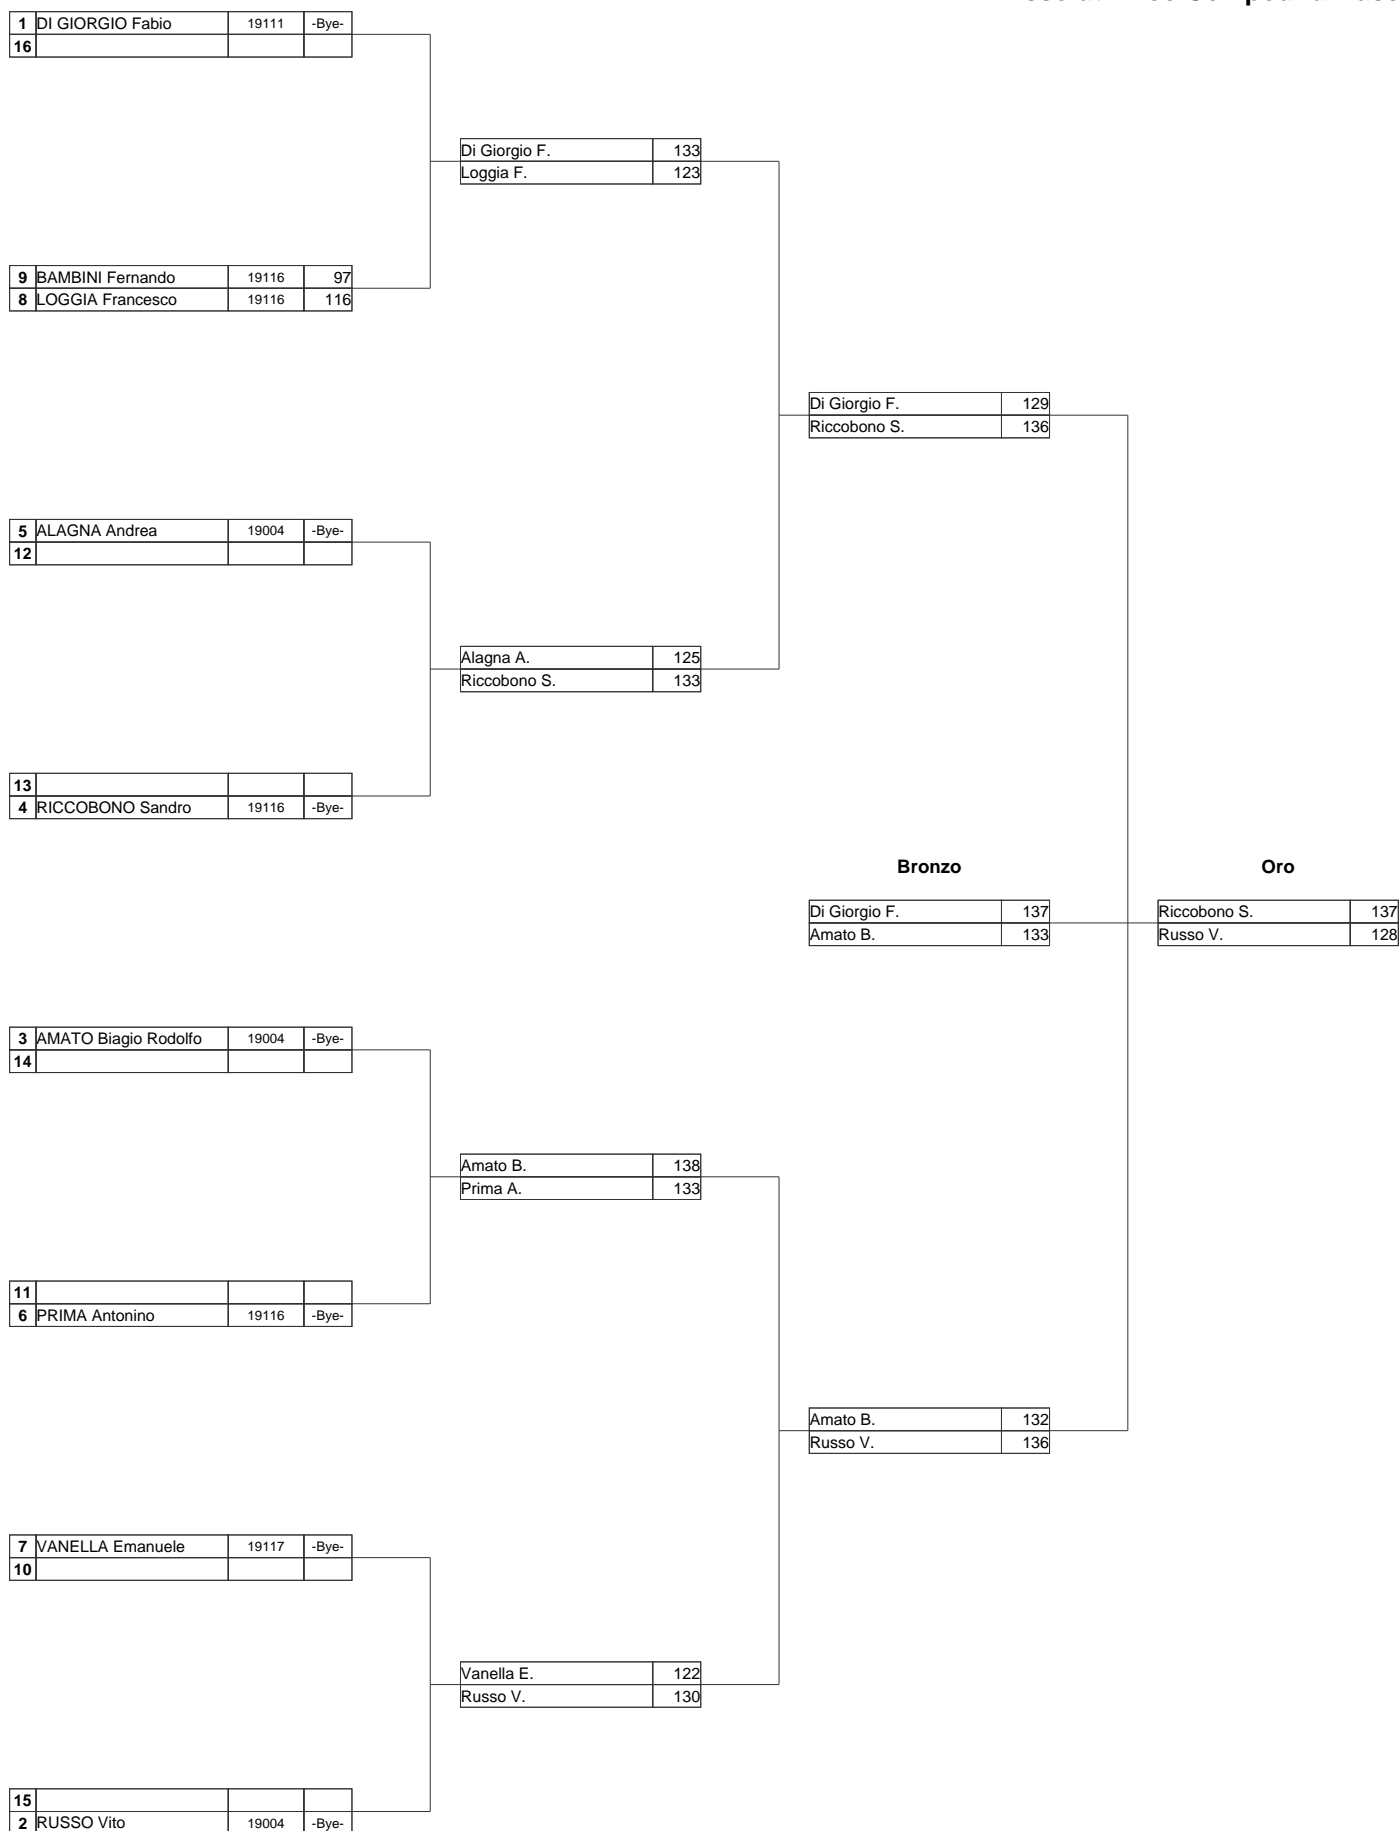 1 DI GIORGIO Fabio 19111 -Bye-
16
Di Giorgio F. 133
Loggia F. 123
9 BAMBINI Fernando 19116 97
8 LOGGIA Francesco 19116 116
Di Giorgio F. 129
Riccobono S. 136
5 ALAGNA Andrea 19004 -Bye-
12
Alagna A. 125
Riccobono S. 133
13
4 RICCOBONO Sandro 19116 -Bye-
Bronzo Oro
Di Giorgio F. 137 Riccobono S. 137
Amato B. 133 Russo V. 128
3 AMATO Biagio Rodolfo 19004 -Bye-
14
Amato B. 138
Prima A. 133
11
6 PRIMA Antonino 19116 -Bye-
Amato B. 132
Russo V. 136
7 VANELLA Emanuele 19117 -Bye-
10
Vanella E. 122
Russo V. 130
15
2 RUSSO Vito 19004 -Bye-